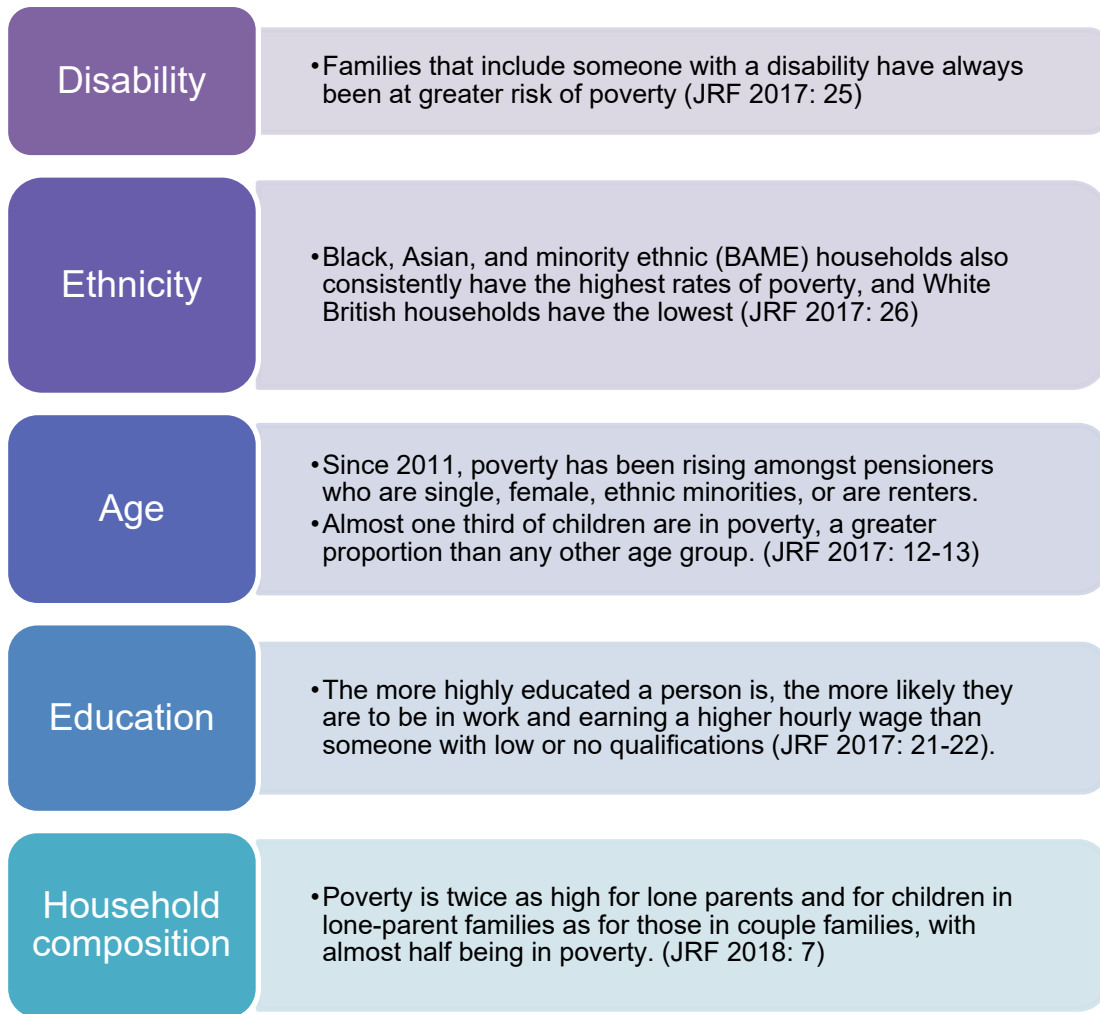 Disability
•Families that include someone with a disability have always
been at greater risk of poverty (JRF 2017: 25)
Ethnicity
•Black, Asian, and minority ethnic (BAME) households also
consistently have the highest rates of poverty, and White
British households have the lowest (JRF 2017: 26)
Age
•Since 2011, poverty has been rising amongst pensioners
who are single, female, ethnic minorities, or are renters.
•Almost one third of children are in poverty, a greater
proportion than any other age group. (JRF 2017: 12-13)
Education
•The more highly educated a person is, the more likely they
are to be in work and earning a higher hourly wage than
someone with low or no qualifications (JRF 2017: 21-22).
Household
composition
•Poverty is twice as high for lone parents and for children in
lone-parent families as for those in couple families, with
almost half being in poverty. (JRF 2018: 7)